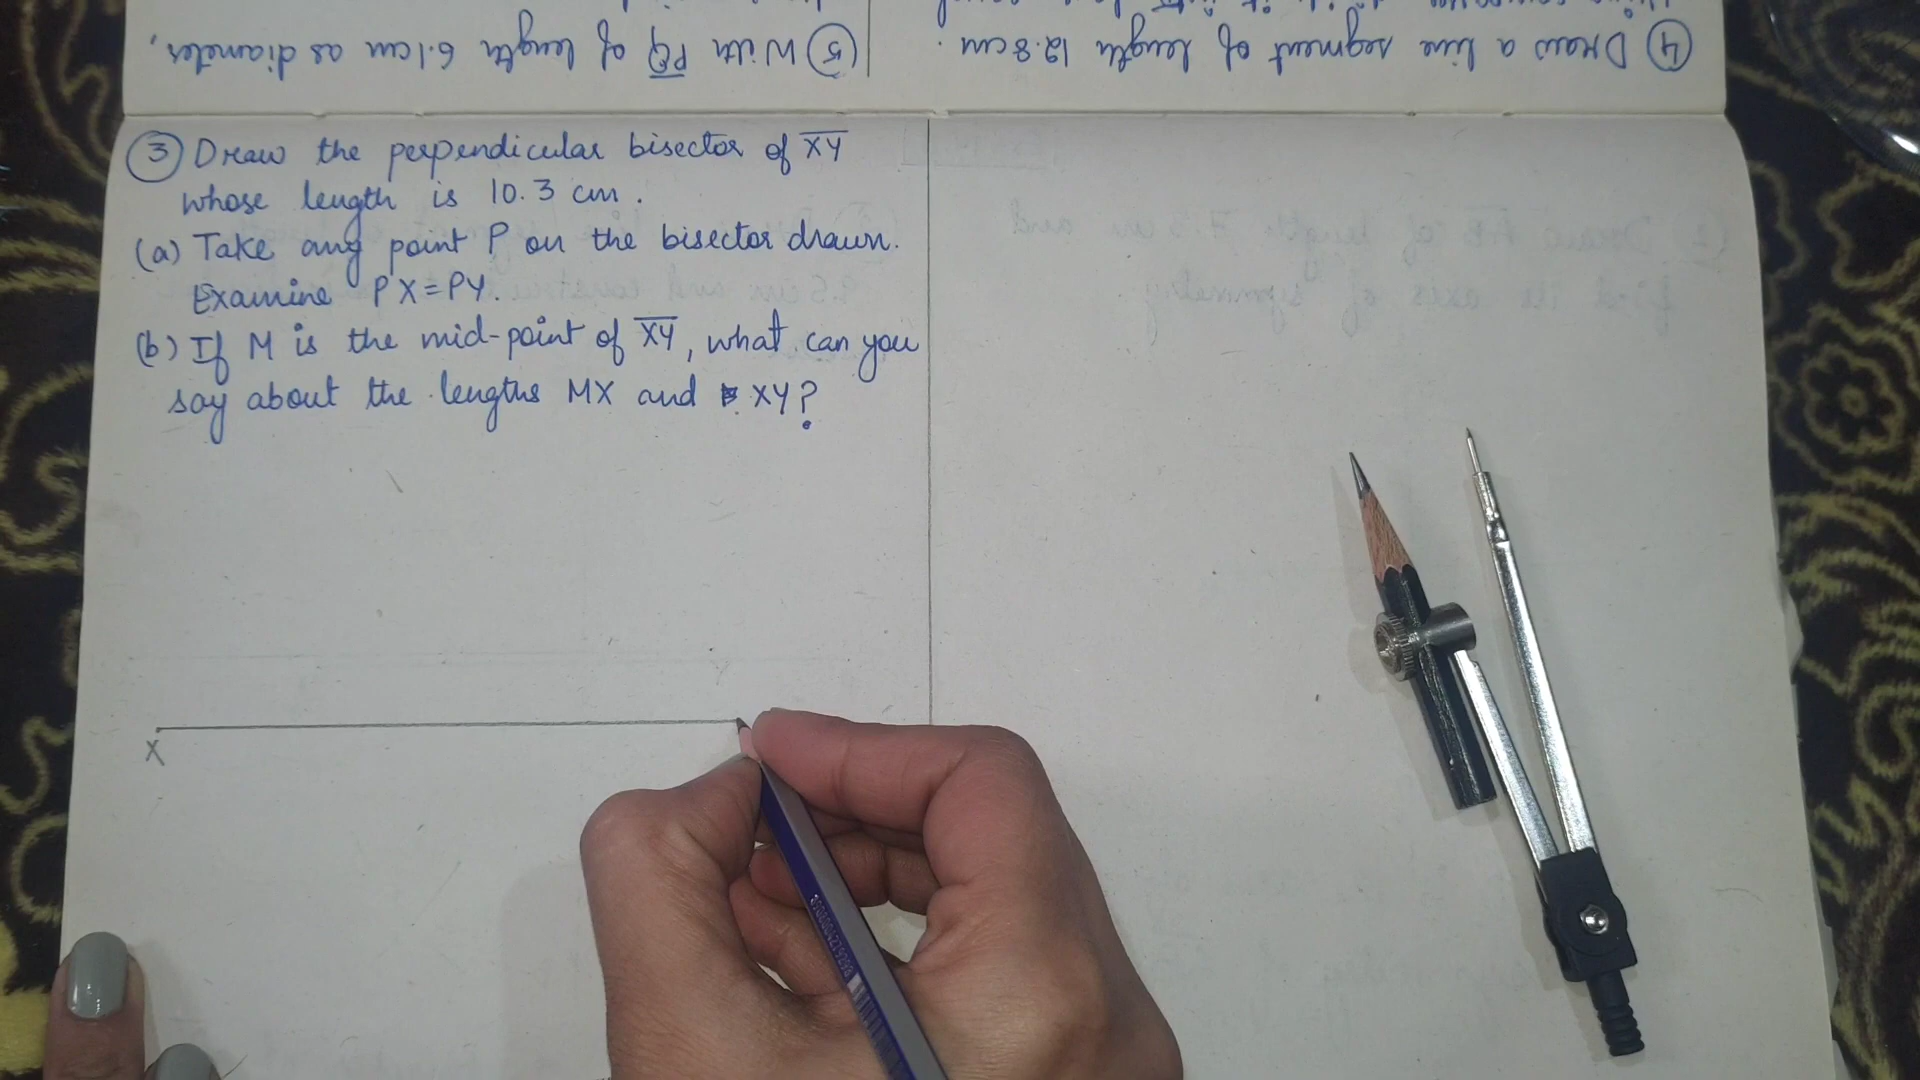 ④ Draw a line segment of length 12.8 cm.
⑤ With PQ of length 6.1 cm as diameter,
③ Draw the perpendicular bisector of XY
whose length is 10.3 cm.
(a) Take any point P on the bisector drawn.
Examine PX=PY.
(b) If M is the mid-point of XY, what can you
say about the lengths MX and XY?
X